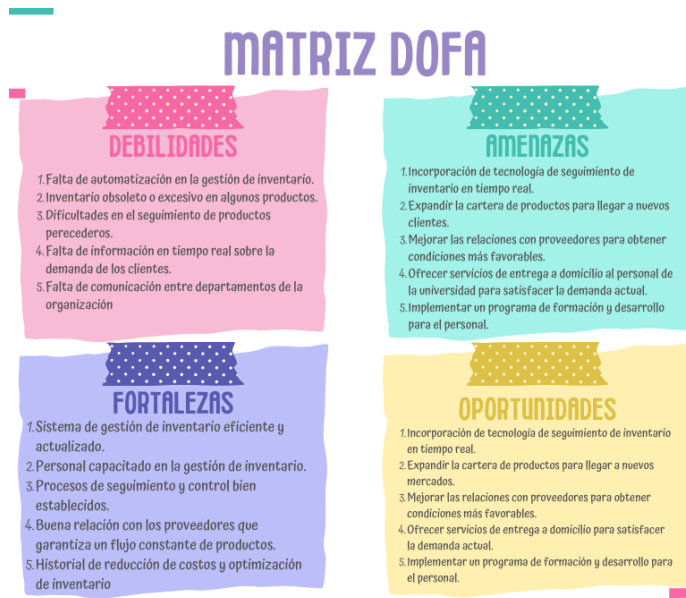 MATRIZ DOFA
DEBILIDADES
1. Falta de automatización en la gestión de inventario.
2. Inventario obsoleto o excesivo en algunos productos.
3. Dificultades en el seguimiento de productos
perecederos.
4. Falta de información en tiempo real sobre la
demanda de los clientes.
5. Falta de comunicación entre departamentos de la
organización
AMENAZAS
1. Incorporación de tecnología de seguimiento de
inventario en tiempo real.
2. Expandir la cartera de productos para llegar a nuevos
clientes.
3. Mejorar las relaciones con proveedores para obtener
condiciones más favorables.
4. Ofrecer servicios de entrega a domicilio al personal de
la universidad para satisfacer la demanda actual.
5. Implementar un programa de formación y desarrollo
para el personal.
FORTALEZAS
1. Sistema de gestión de inventario eficiente y
actualizado.
2. Personal capacitado en la gestión de inventario.
3. Procesos de seguimiento y control bien
establecidos.
4. Buena relación con los proveedores que
garantiza un flujo constante de productos.
5. Historial de reducción de costos y optimización
de inventario
OPORTUNIDADES
1. Incorporación de tecnología de seguimiento de inventario
en tiempo real.
2. Expandir la cartera de productos para llegar a nuevos
mercados.
3. Mejorar las relaciones con proveedores para obtener
condiciones más favorables.
4. Ofrecer servicios de entrega a domicilio para satisfacer
la demanda actual.
5. Implementar un programa de formación y desarrollo para
el personal.